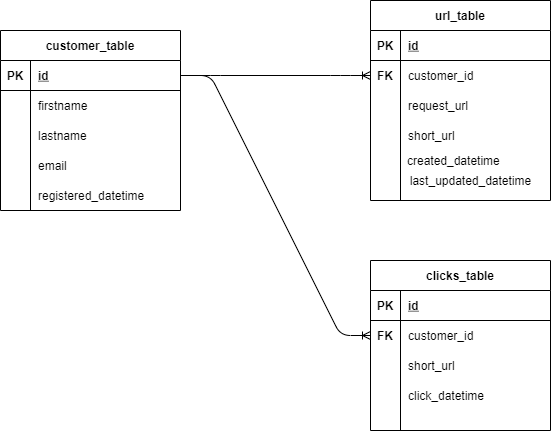 customer_table
PK id
firstname
lastname
email
registered_datetime
url_table
PK id
FK customer_id
request_url
short_url
created_datetime
last_updated_datetime
clicks_table
PK id
FK customer_id
short_url
click_datetime